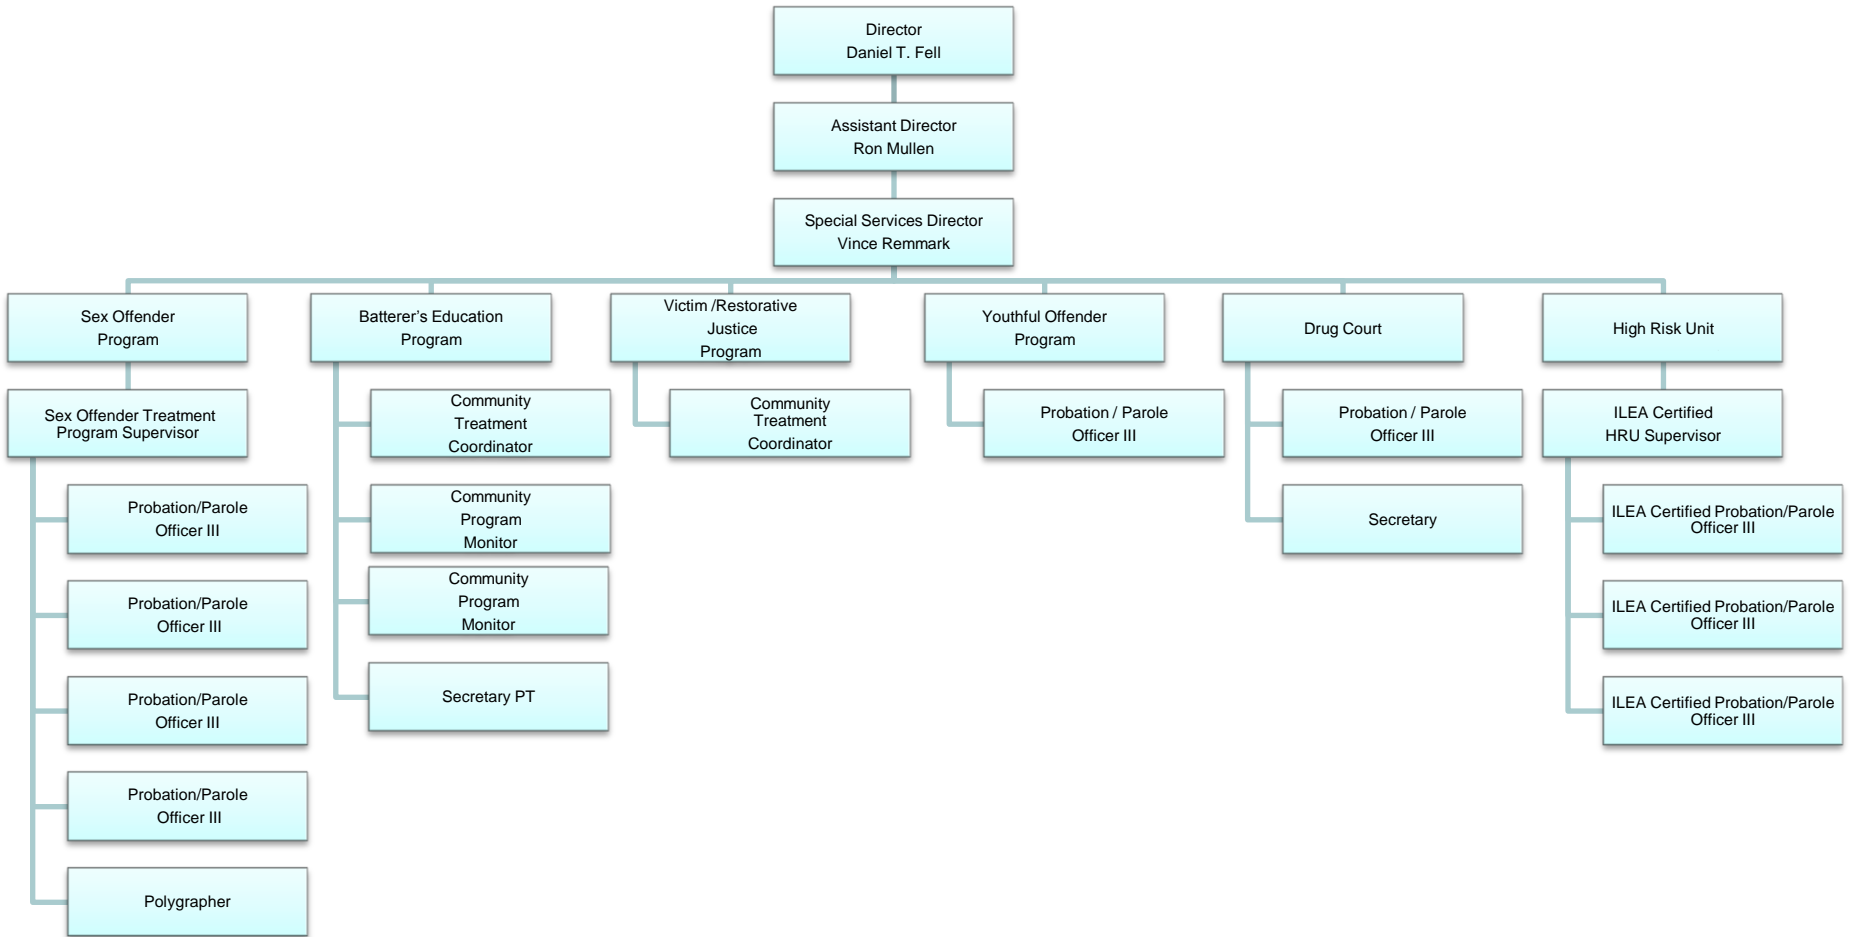 Director
Daniel T. Fell
Assistant Director
Ron Mullen
Special Services Director
Vince Remmark
Sex Offender
Program
Sex Offender Treatment
Program Supervisor
Probation/Parole
Officer III
Probation/Parole
Officer III
Probation/Parole
Officer III
Probation/Parole
Officer III
Polygrapher
Batterer's Education
Program
Community
Treatment
Coordinator
Community
Program
Monitor
Community
Program
Monitor
Secretary PT
Victim /Restorative
Justice
Program
Community
Treatment
Coordinator
Youthful Offender
Program
Probation / Parole
Officer III
Drug Court
Probation / Parole
Officer III
Secretary
High Risk Unit
ILEA Certified
HRU Supervisor
ILEA Certified Probation/Parole
Officer III
ILEA Certified Probation/Parole
Officer III
ILEA Certified Probation/Parole
Officer III